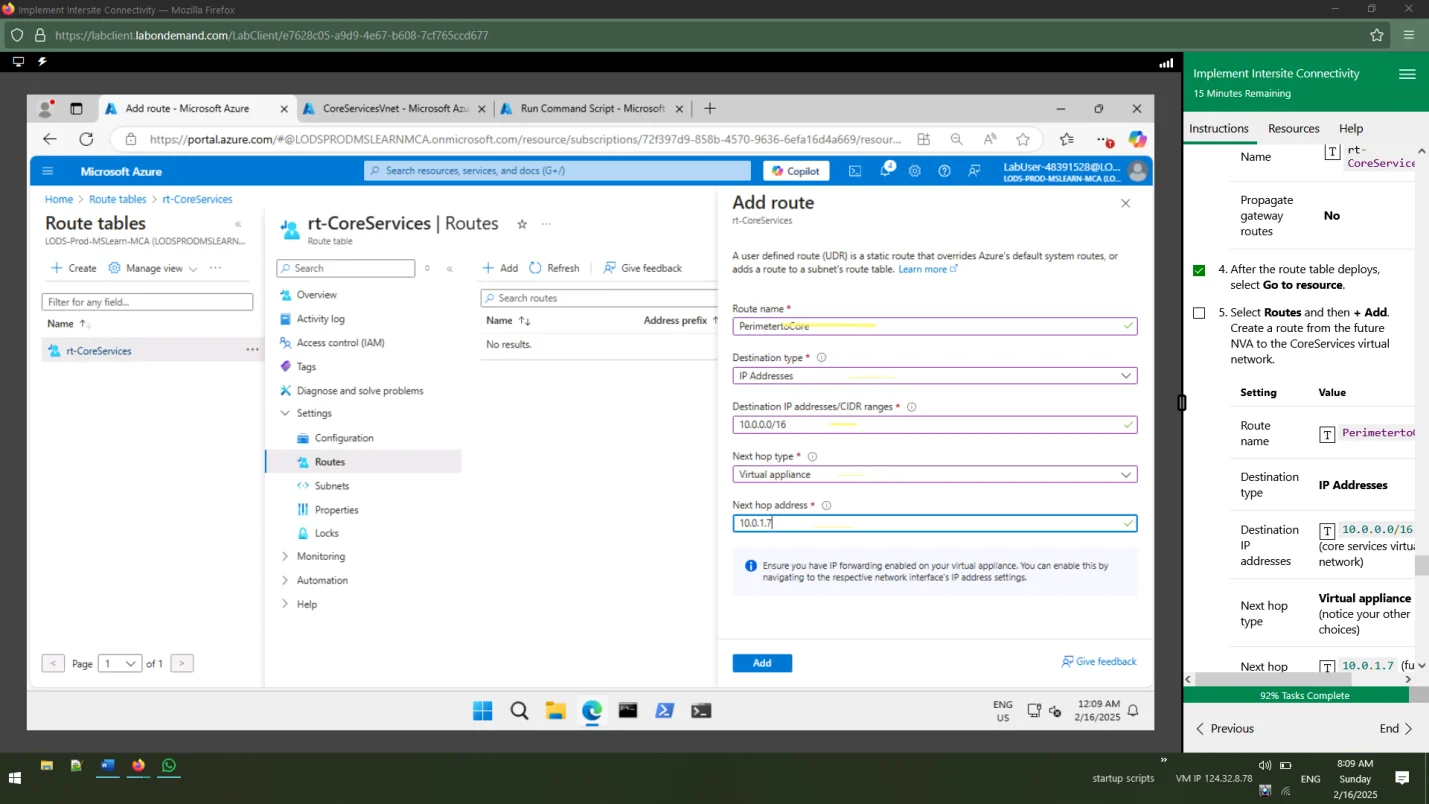 Implement Intersite Connectivity — Mozilla Firefox
https://labclient.labondemand.com/LabClient/e7628c05-a9d9-4e67-b608-7cf765ccd677
Add route - Microsoft Azure
CoreServicesVnet - Microsoft Azu
Run Command Script - Microsoft
https://portal.azure.com/#@LODSPRODMSLEARNMCA.onmicrosoft.com/resource/subscriptions/72f397d9-858b-4570-9636-6efa16d4a669/resour...
Microsoft Azure
Search resources, services, and docs (G+/)
Copilot
4
LabUser-48391528@LO...
LODS-PROD-MSLEARN-MCA (LO...
Home > Route tables > rt-CoreServices
Route tables
LODS-Prod-MSLearn-MCA (LODSPRODMSLEARN...
+ Create
Manage view
Filter for any field...
Name
rt-CoreServices
Page 1 of 1
rt-CoreServices | Routes
Route table
Search
Overview
Activity log
Access control (IAM)
Tags
Diagnose and solve problems
Settings
Configuration
Routes
Subnets
Properties
Locks
Monitoring
Automation
Help
+ Add
Refresh
Give feedback
Search routes
Name
Address prefix
No results.
Add route
rt-CoreServices
A user defined route (UDR) is a static route that overrides Azure's default system routes, or
adds a route to a subnet's route table. Learn more
Route name *
PerimetertoCore
Destination type *
IP Addresses
Destination IP addresses/CIDR ranges *
10.0.0.0/16
Next hop type *
Virtual appliance
Next hop address *
10.0.1.7
Ensure you have IP forwarding enabled on your virtual appliance. You can enable this by
navigating to the respective network interface's IP address settings.
Add
Give feedback
ENG
US
12:09 AM
2/16/2025
Implement Intersite Connectivity
15 Minutes Remaining
Instructions
Resources
Help
Name
T
rt-
CoreService
Propagate
gateway
routes
No
4. After the route table deploys,
select Go to resource.
5. Select Routes and then + Add.
Create a route from the future
NVA to the CoreServices virtual
network.
Setting
Value
Route
name
T
PerimetertoC
Destination
type
IP Addresses
Destination
IP
addresses
T
10.0.0.0/16
(core services virtua
network)
Next hop
type
Virtual appliance
(notice your other
choices)
Next hop
T
10.0.1.7 (fu
92% Tasks Complete
< Previous
End >
startup scripts
VM IP 124.32.8.78
ENG
8:09 AM
Sunday
2/16/2025